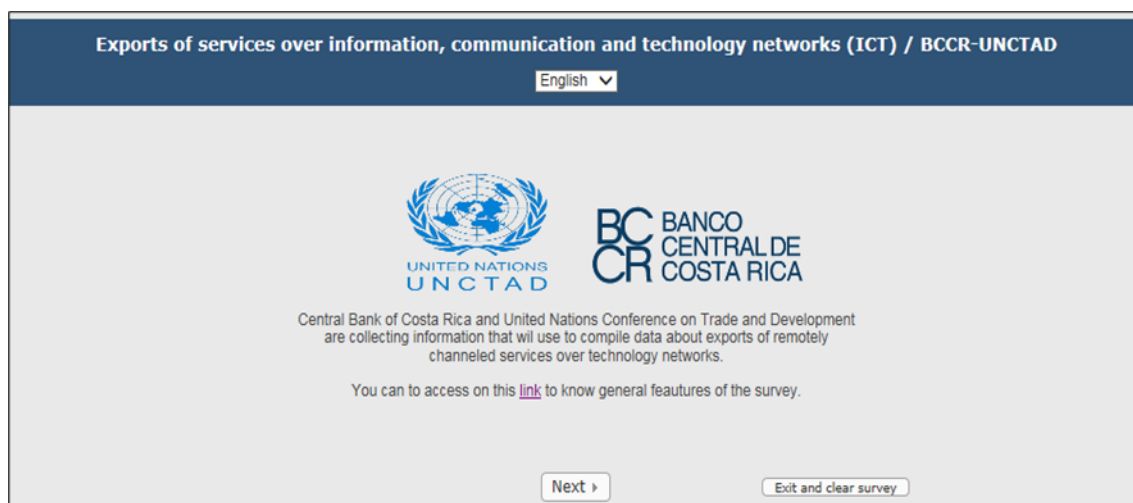 Exports of services over information, communication and technology networks (ICT) / BCCR-UNCTAD
English
UNITED NATIONS
UNCTAD
BC
CR
BANCO
CENTRAL DE
COSTA RICA
Central Bank of Costa Rica and United Nations Conference on Trade and Development
are collecting information that wil use to compile data about exports of remotely
channeled services over technology networks.
You can to access on this link to know general feautures of the survey.
Next
Exit and clear survey